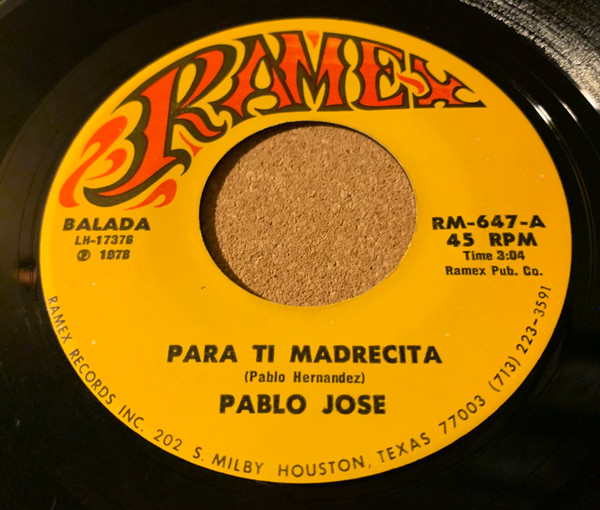 RAMEX
BALADA
LH-17376
℗ 1978
RM-647-A
45 RPM
Time 3:04
Ramex Pub. Co.
PARA TI MADRECITA
(Pablo Hernandez)
PABLO JOSE
RAMEX RECORDS INC. 202 S. MILBY HOUSTON, TEXAS 77003 (713) 223-3591